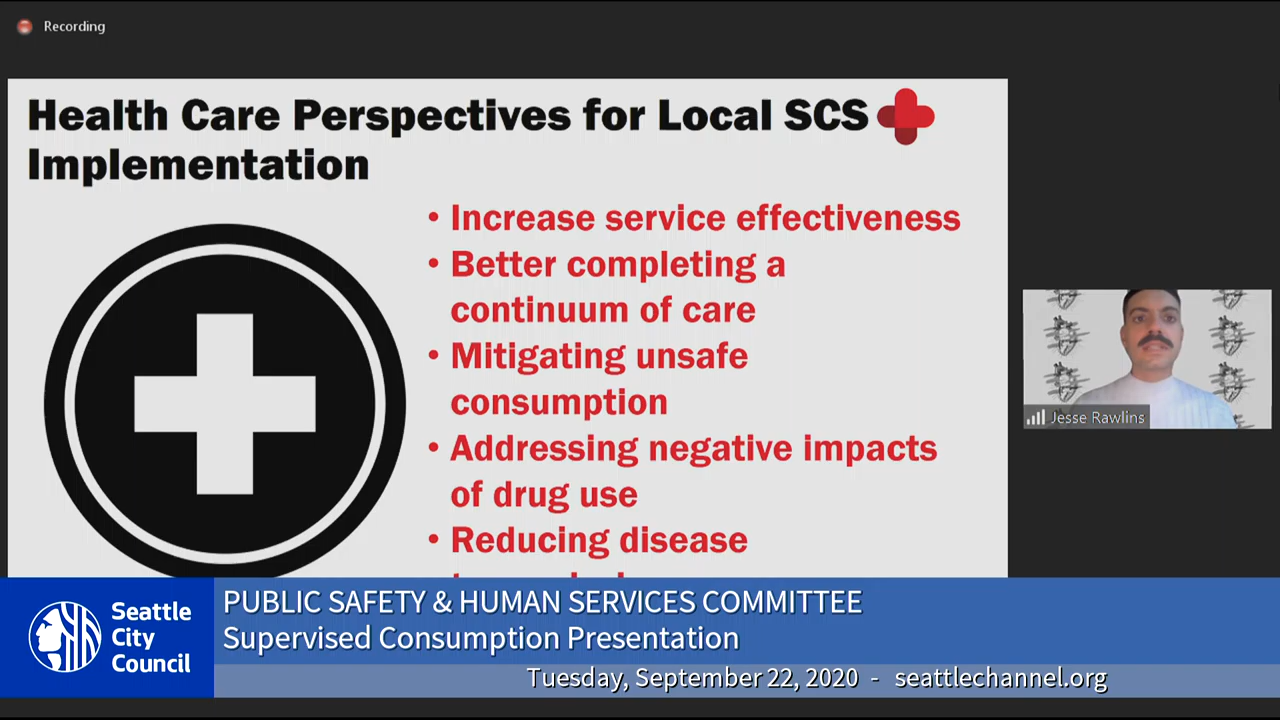 Recording
Health Care Perspectives for Local SCS
Implementation
• Increase service effectiveness
• Better completing a
continuum of care
• Mitigating unsafe
consumption
• Addressing negative impacts
of drug use
• Reducing disease
Jesse Rawlins
Seattle
City
Council
PUBLIC SAFETY & HUMAN SERVICES COMMITTEE
Supervised Consumption Presentation
Tuesday, September 22, 2020 - seattlechannel.org